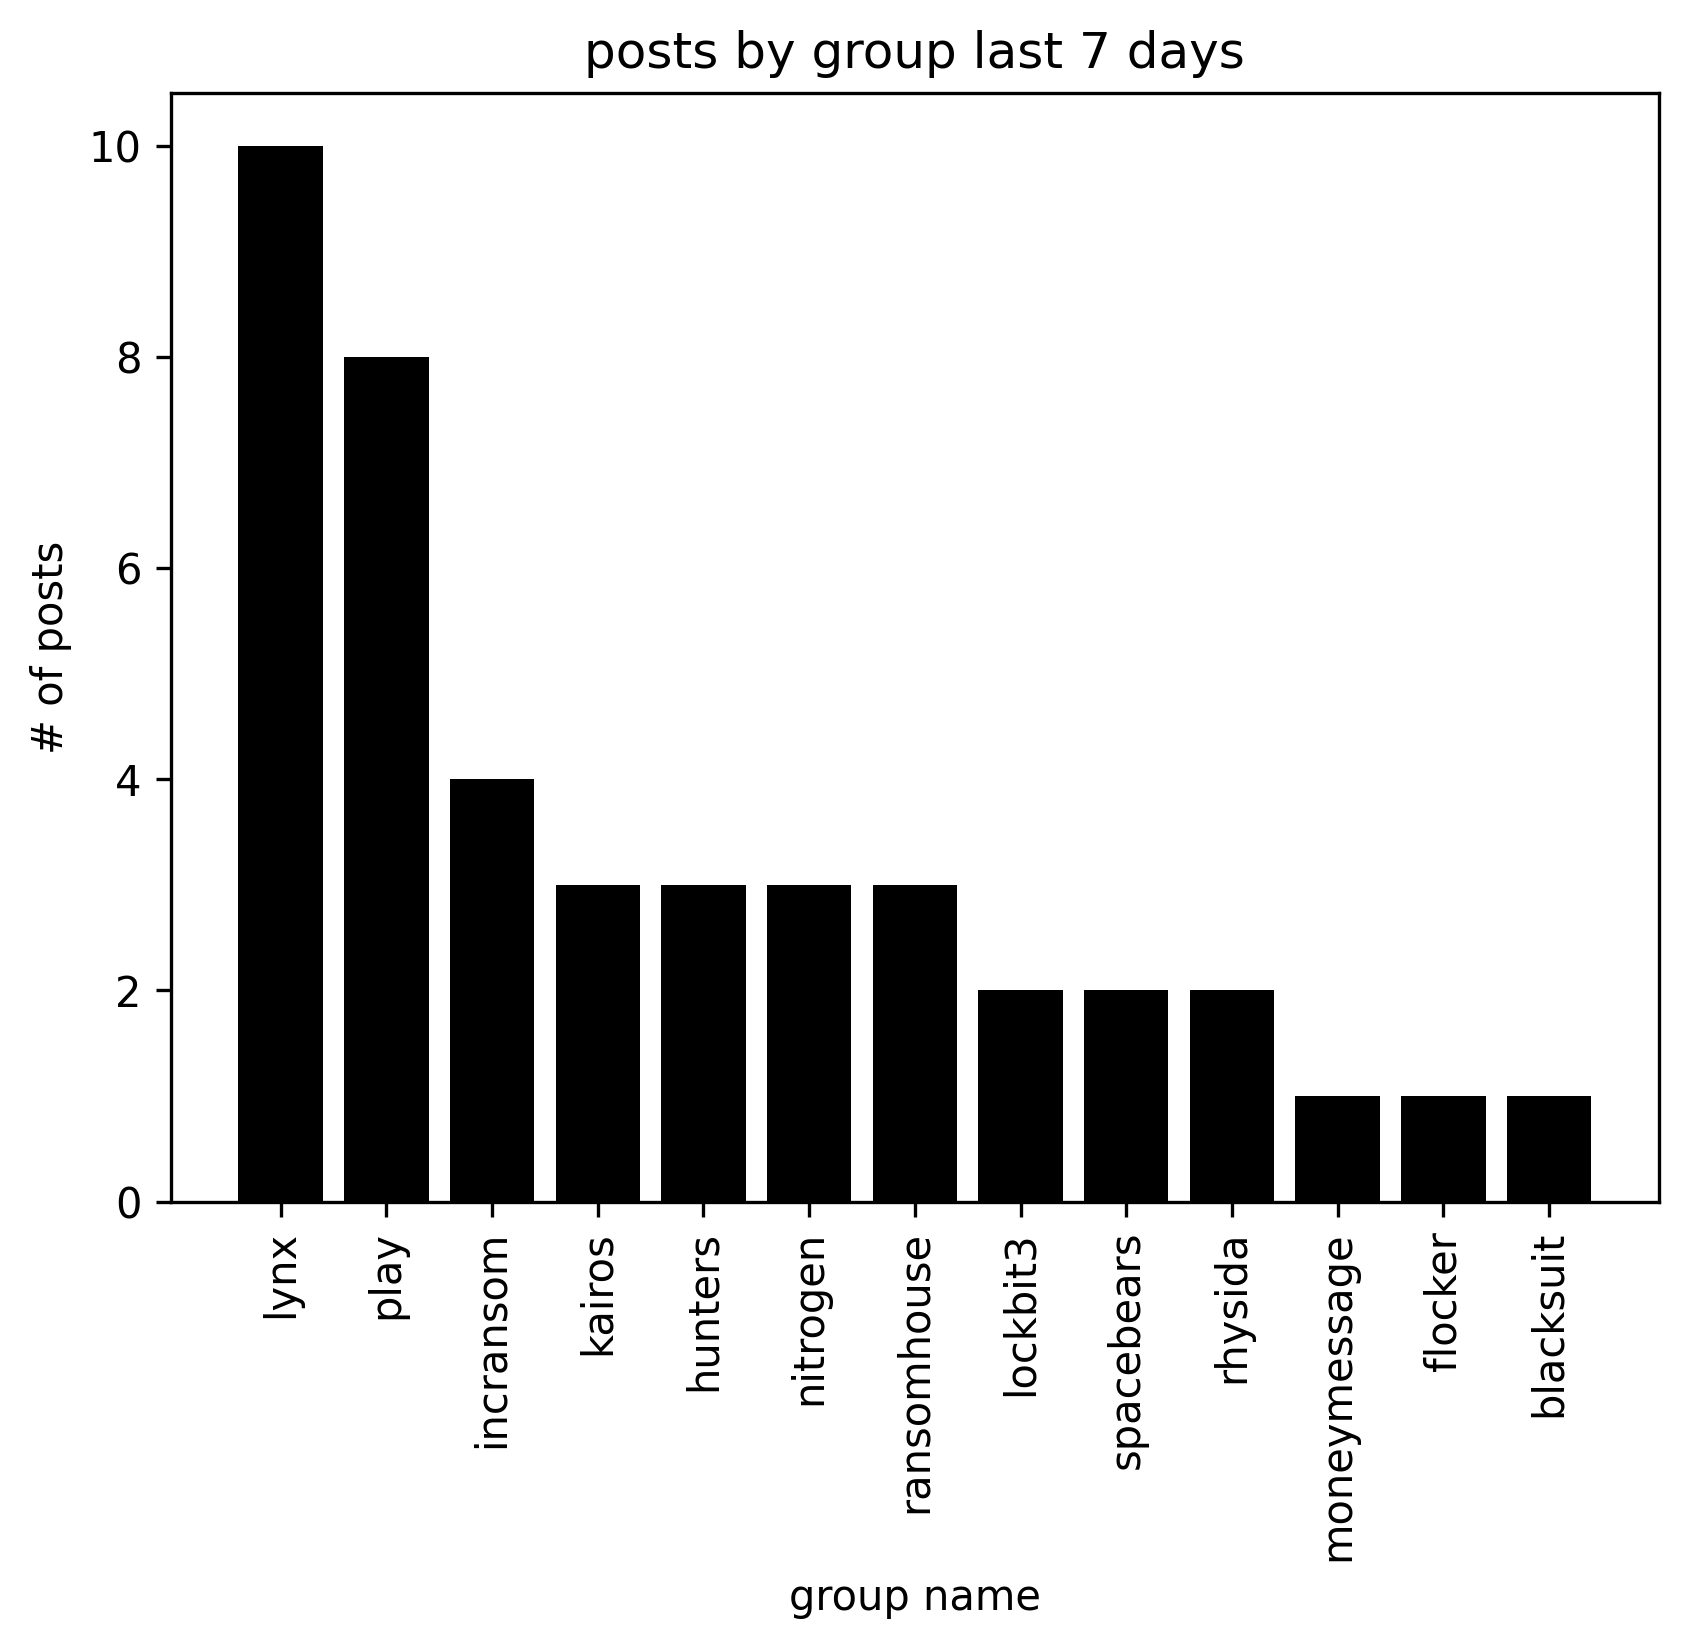 posts by group last 7 days
# of posts
10
8
6
4
2
0
lynx
play
incransom
kairos
hunters
nitrogen
ransomhouse
lockbit3
spacebears
rhysida
moneymessage
flocker
blacksuit
group name